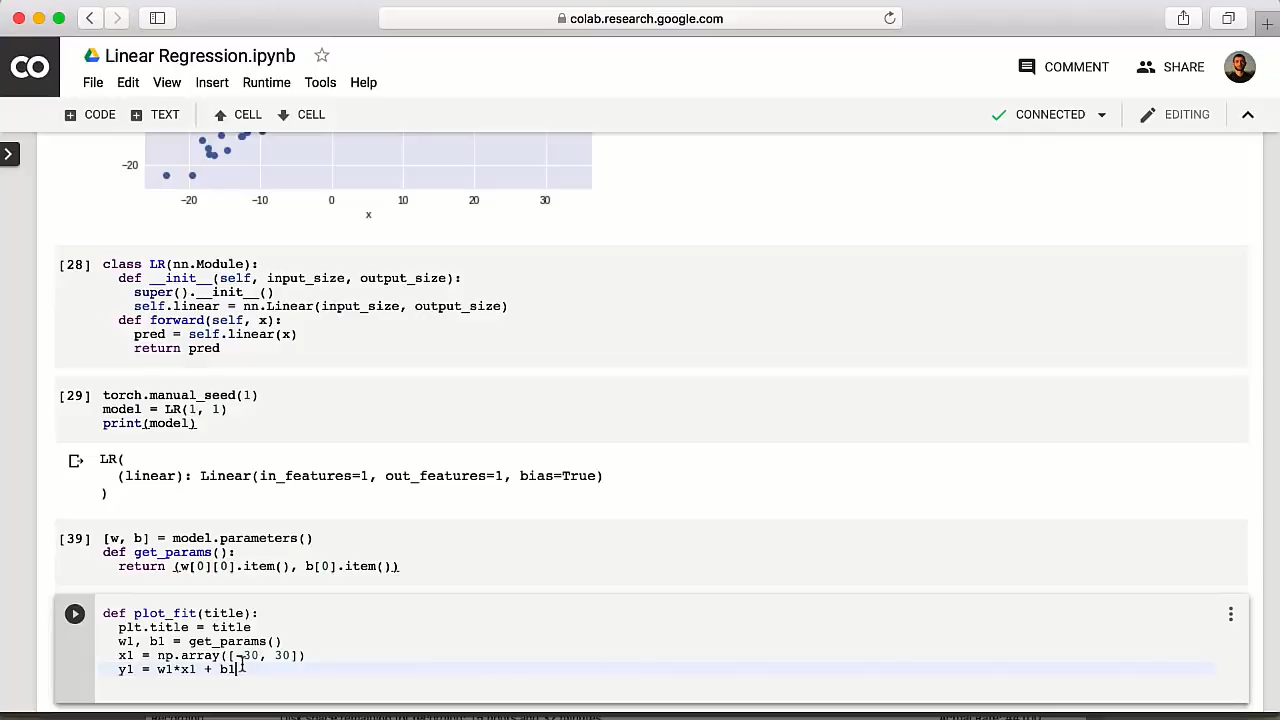 colab.research.google.com
CO
Linear Regression.ipynb
COMMENT
SHARE
File Edit View Insert Runtime Tools Help
CODE TEXT CELL CELL
CONNECTED
EDITING
−20
−20 −10 0 10 20 30
x
[28] class LR(nn.Module):
def __init__(self, input_size, output_size):
super().__init__()
self.linear = nn.Linear(input_size, output_size)
def forward(self, x):
pred = self.linear(x)
return pred
[29] torch.manual_seed(1)
model = LR(1, 1)
print(model)
LR(
(linear): Linear(in_features=1, out_features=1, bias=True)
)
[39] [w, b] = model.parameters()
def get_params():
return (w[0][0].item(), b[0].item())
def plot_fit(title):
plt.title = title
w1, b1 = get_params()
x1 = np.array([-30, 30])
y1 = w1*x1 + b1